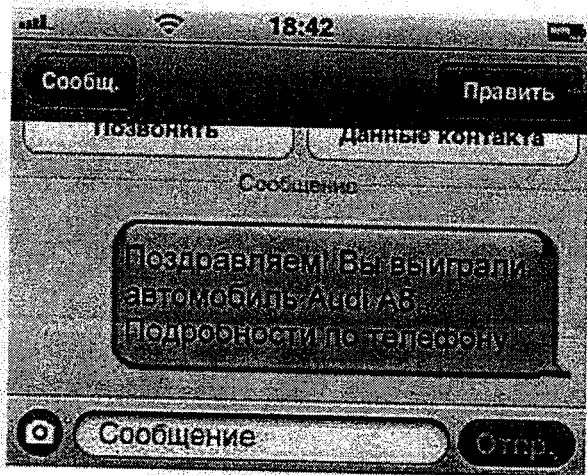 18:42
Сообщ.
Править
Позвонить
Данные контакта
Сообщение
Поздравляем! Вы выиграли
автомобиль Audi A8
Подробности по телефону
Сообщение
Отпр.